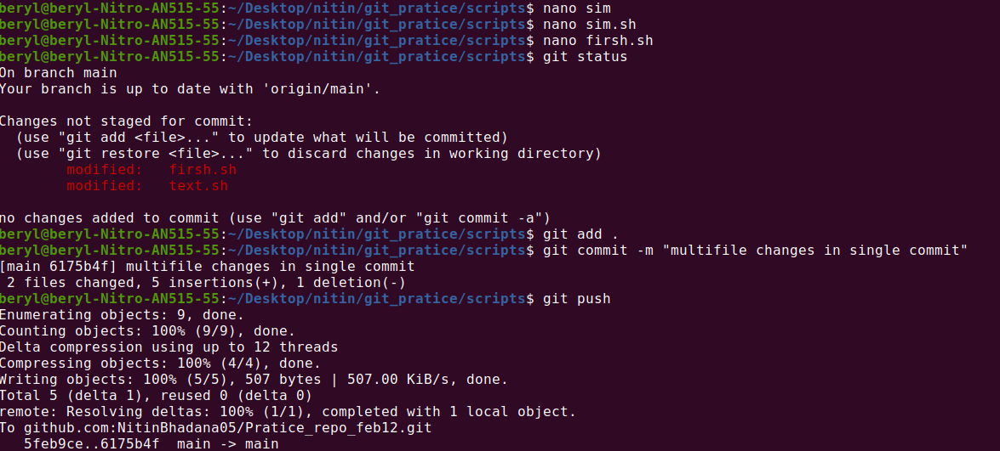 beryl@beryl-Nitro-AN515-55:~/Desktop/nitin/git_pratice/scripts$ nano sim
beryl@beryl-Nitro-AN515-55:~/Desktop/nitin/git_pratice/scripts$ nano sim.sh
beryl@beryl-Nitro-AN515-55:~/Desktop/nitin/git_pratice/scripts$ nano firsh.sh
beryl@beryl-Nitro-AN515-55:~/Desktop/nitin/git_pratice/scripts$ git status
On branch main
Your branch is up to date with 'origin/main'.
Changes not staged for commit:
  (use "git add <file>..." to update what will be committed)
  (use "git restore <file>..." to discard changes in working directory)
        modified:   firsh.sh
        modified:   text.sh
no changes added to commit (use "git add" and/or "git commit -a")
beryl@beryl-Nitro-AN515-55:~/Desktop/nitin/git_pratice/scripts$ git add .
beryl@beryl-Nitro-AN515-55:~/Desktop/nitin/git_pratice/scripts$ git commit -m "multifile changes in single commit"
[main 6175b4f] multifile changes in single commit
 2 files changed, 5 insertions(+), 1 deletion(-)
beryl@beryl-Nitro-AN515-55:~/Desktop/nitin/git_pratice/scripts$ git push
Enumerating objects: 9, done.
Counting objects: 100% (9/9), done.
Delta compression using up to 12 threads
Compressing objects: 100% (4/4), done.
Writing objects: 100% (5/5), 507 bytes | 507.00 KiB/s, done.
Total 5 (delta 1), reused 0 (delta 0)
remote: Resolving deltas: 100% (1/1), completed with 1 local object.
To github.com:NitinBhadana05/Pratice_repo_feb12.git
   5feb9ce..6175b4f  main -> main